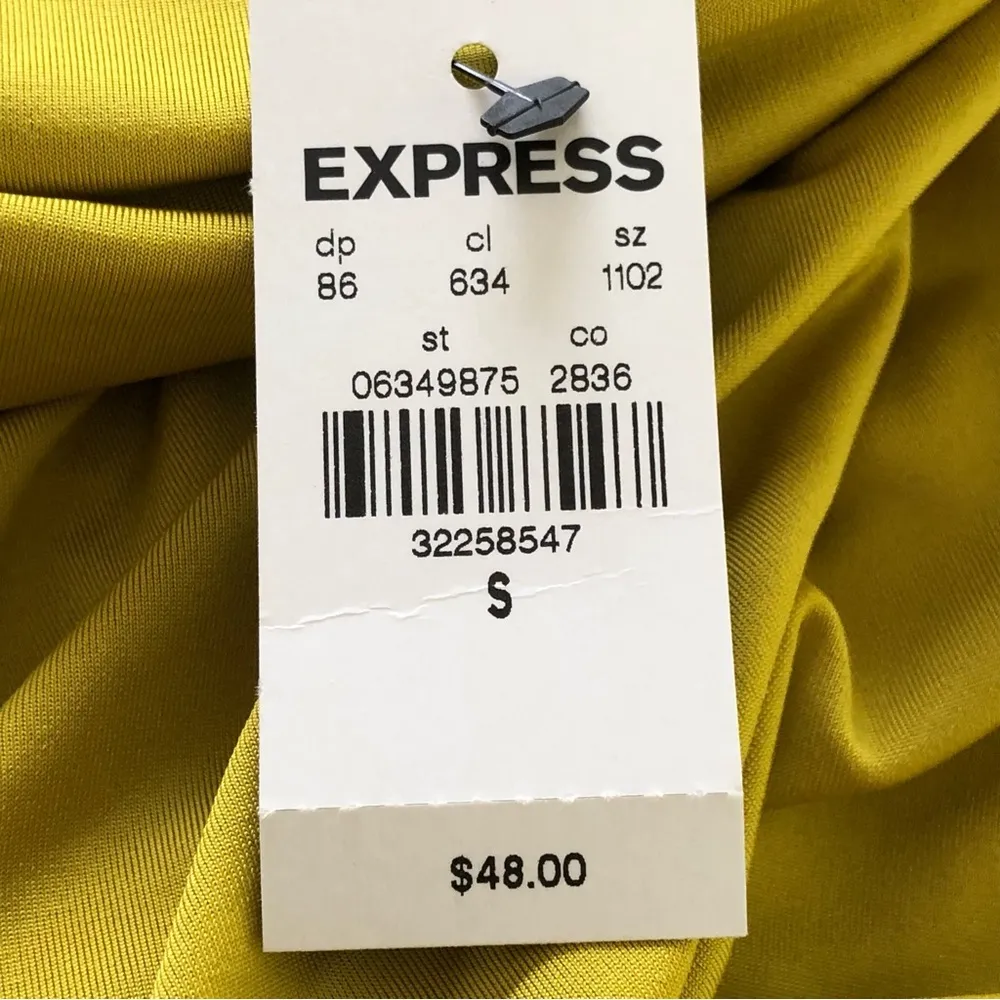 EXPRESS
dp cl sz
86 634 1102
st co
06349875 2836
32258547
S
$48.00